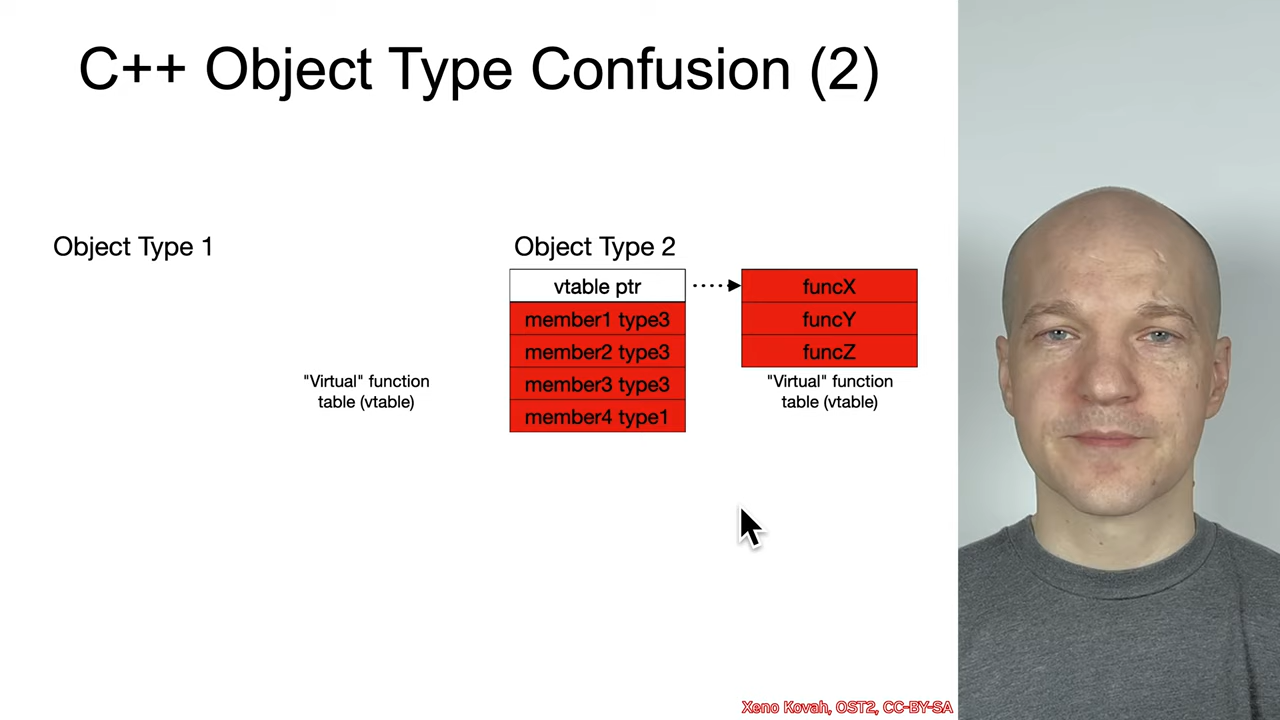 C++ Object Type Confusion (2)
Object Type 1
"Virtual" function
table (vtable)
Object Type 2
vtable ptr
member1 type3
member2 type3
member3 type3
member4 type1
funcX
funcY
funcZ
"Virtual" function
table (vtable)
Xeno Kovah, OST2, CC-BY-SA